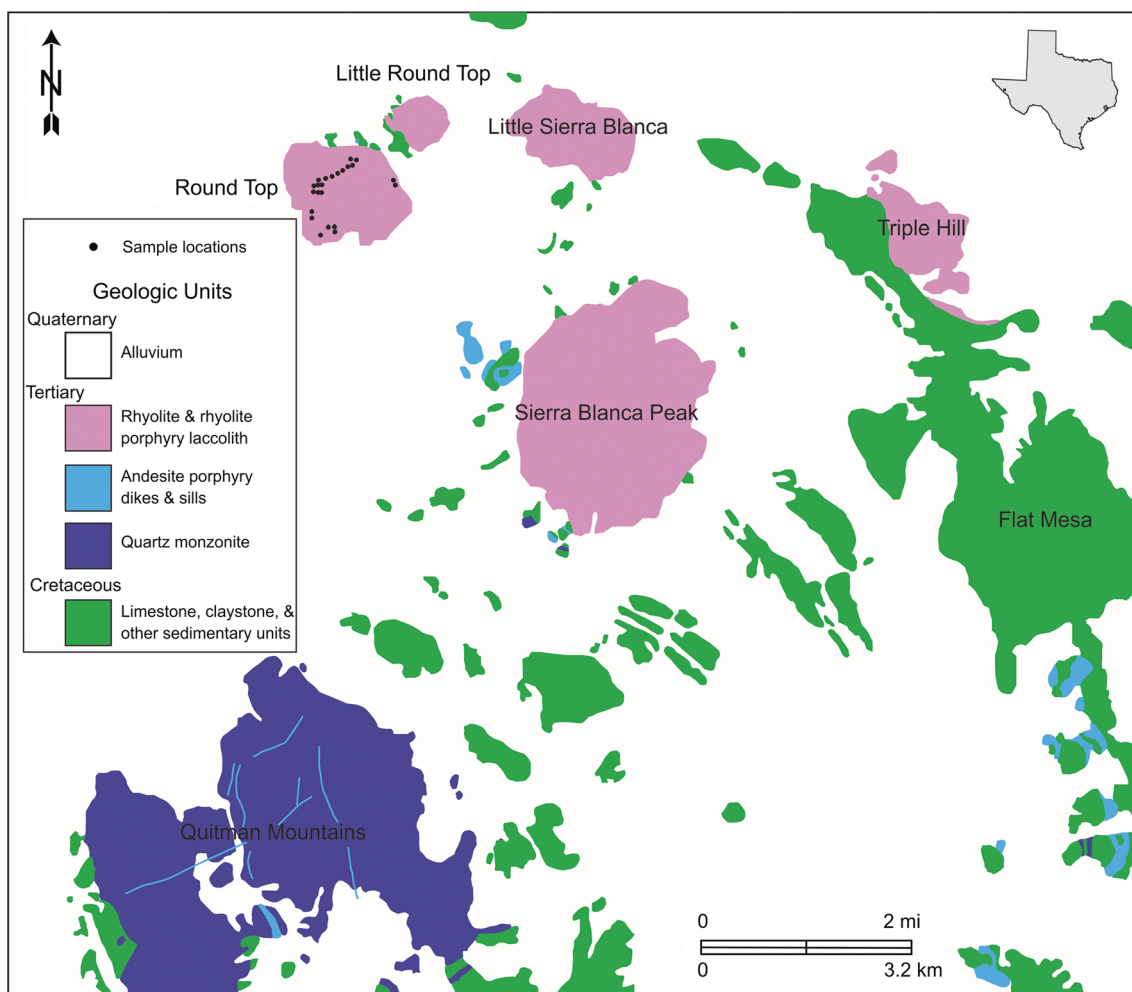 N
Little Round Top
Little Sierra Blanca
Round Top
Triple Hill
Sample locations
Geologic Units
Quaternary
Alluvium
Tertiary
Rhyolite & rhyolite
porphyry laccolith
Andesite porphyry
dikes & sills
Quartz monzonite
Cretaceous
Limestone, claystone, &
other sedimentary units
Sierra Blanca Peak
Flat Mesa
Quitman Mountains
0 2 mi
0 3.2 km